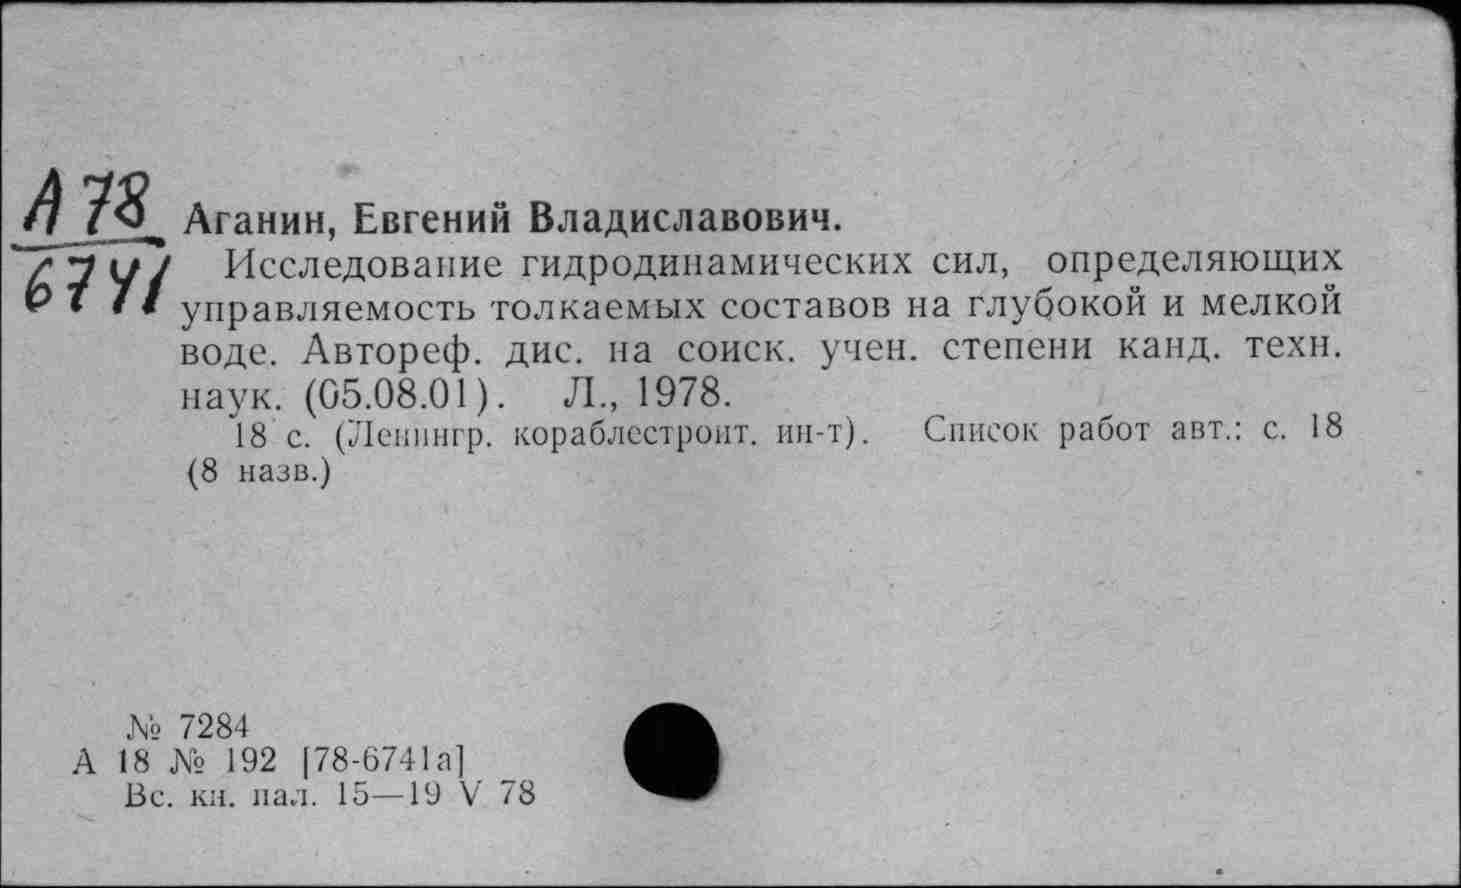 А78
6741
Аганин, Евгений Владиславович.
Исследование гидродинамических сил, определяющих
управляемость толкаемых составов на глубокой и мелкой
воде. Автореф. дис. на соиск. учен. степени канд. техн.
наук. (05.08.01). Л., 1978.
18 с. (Ленингр. кораблестроит. ин-т). Список работ авт.: с. 18
(8 назв.)
№ 7284
А 18 № 192 [78-6741а]
Вс. кн. пал. 15—19 V 78